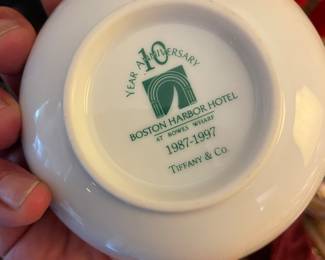 10
YEAR ANNIVERSARY
BOSTON HARBOR HOTEL
AT ROWES WHARF
1987-1997
TIFFANY & CO.